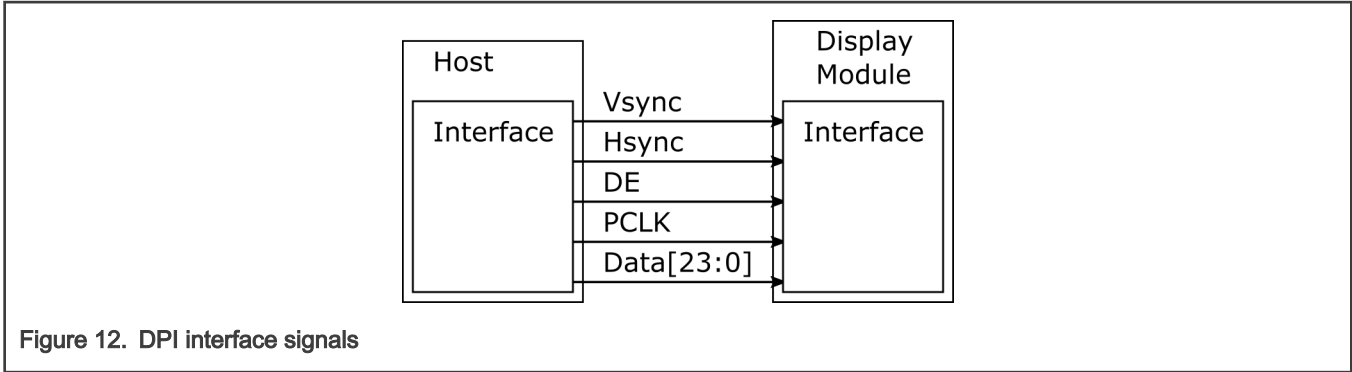 Host
Display
Module
Interface
Vsync
Hsync
DE
PCLK
Data[23:0]
Interface
Figure 12. DPI interface signals